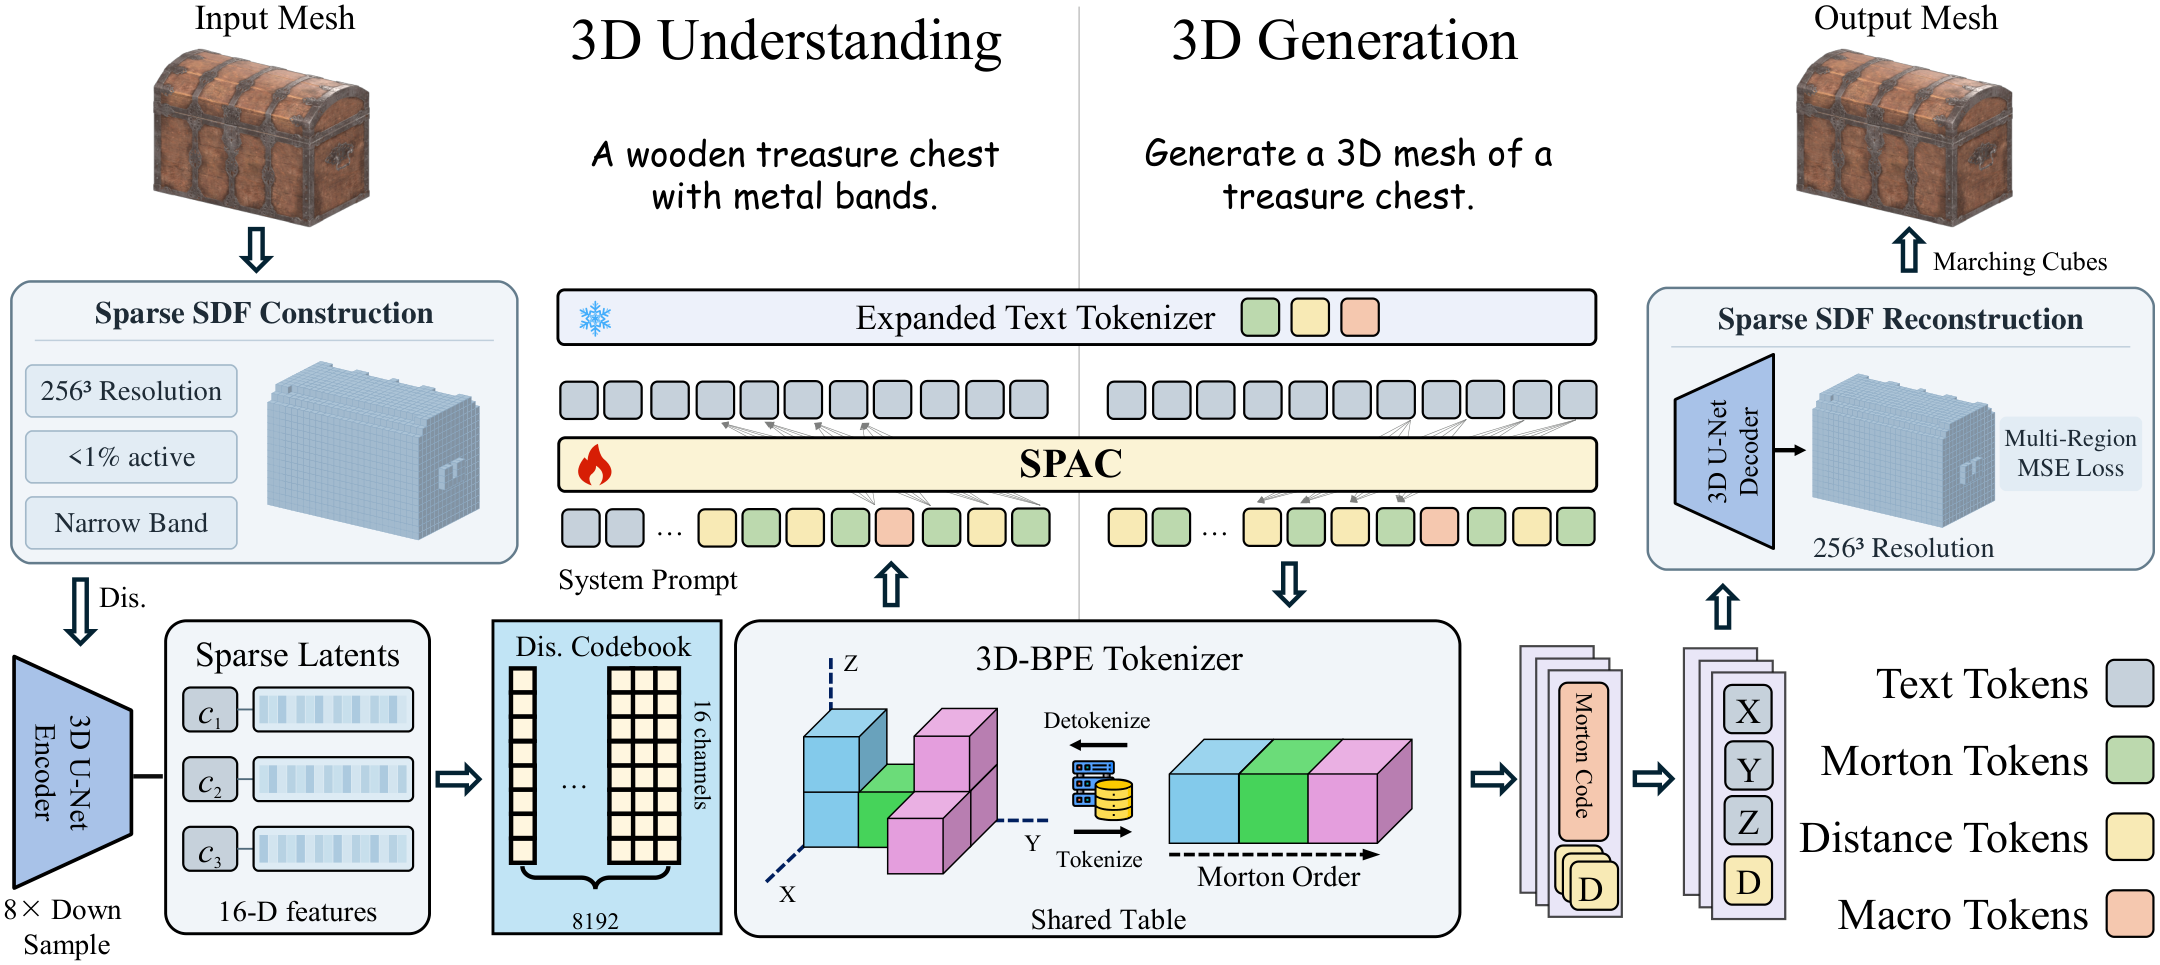 Input Mesh
3D Understanding
3D Generation
Output Mesh
A wooden treasure chest
with metal bands.
Generate a 3D mesh of a
treasure chest.
Marching Cubes
Sparse SDF Construction
256³ Resolution
<1% active
Narrow Band
Expanded Text Tokenizer
SPAC
...
...
System Prompt
Sparse SDF Reconstruction
3D U-Net
Decoder
Multi-Region
MSE Loss
256³ Resolution
Dis.
3D U-Net
Encoder
8× Down
Sample
Sparse Latents
c₁
c₂
c₃
16-D features
Dis. Codebook
...
16 channels
8192
3D-BPE Tokenizer
Z
Y
X
Detokenize
Tokenize
Morton Order
Shared Table
Morton Code
D
X
Y
Z
D
Text Tokens
Morton Tokens
Distance Tokens
Macro Tokens